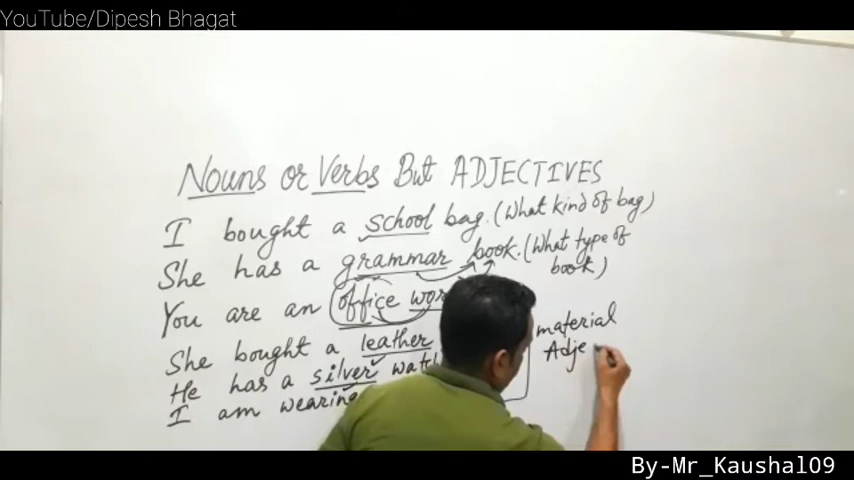 YouTube/Dipesh Bhagat
Nouns or Verbs But ADJECTIVES
I bought a school bag. (What kind of bag)
She has a grammar book. (What type of
book)
You are an office
She bought a leather
He has a silver
I am wearing
material
Adje
By-Mr_Kaushal09